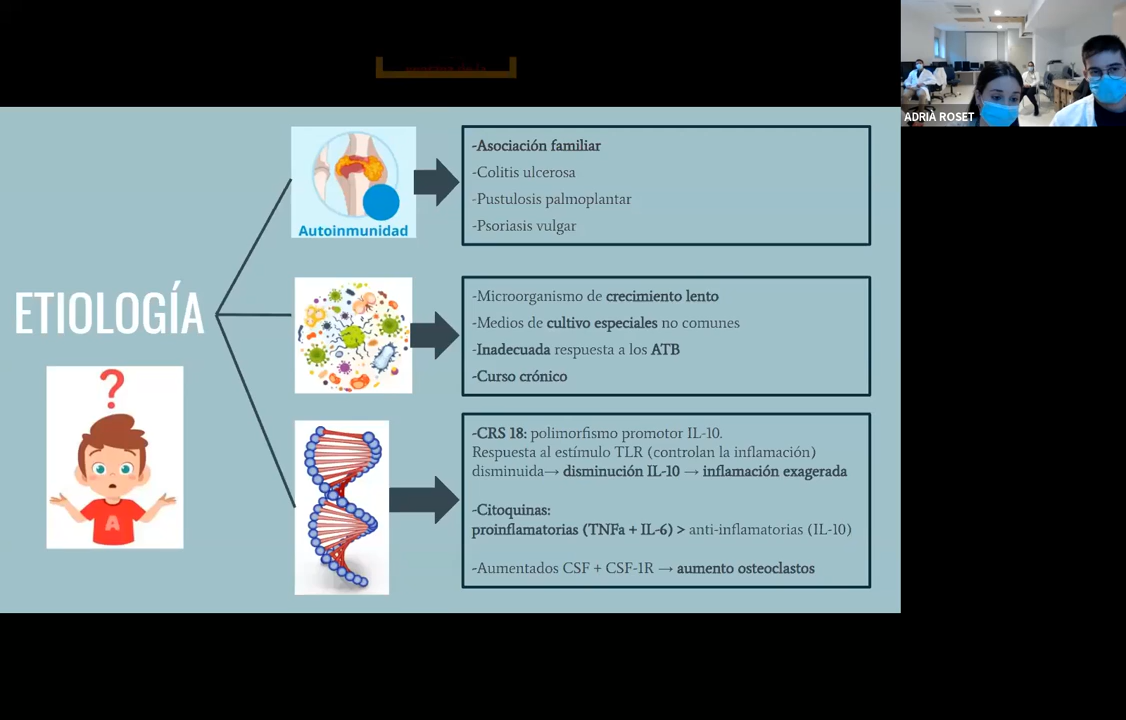 ADRIÀ ROSET
-Asociación familiar
-Colitis ulcerosa
-Pustulosis palmoplantar
-Psoriasis vulgar
Autoinmunidad
ETIOLOGÍA
-Microorganismo de crecimiento lento
-Medios de cultivo especiales no comunes
-Inadecuada respuesta a los ATB
-Curso crónico
?
A
-CRS 18: polimorfismo promotor IL-10.
Respuesta al estímulo TLR (controlan la inflamación)
disminuida→ disminución IL-10 → inflamación exagerada
-Citoquinas:
proinflamatorias (TNFa + IL-6) > anti-inflamatorias (IL-10)
-Aumentados CSF + CSF-1R → aumento osteoclastos